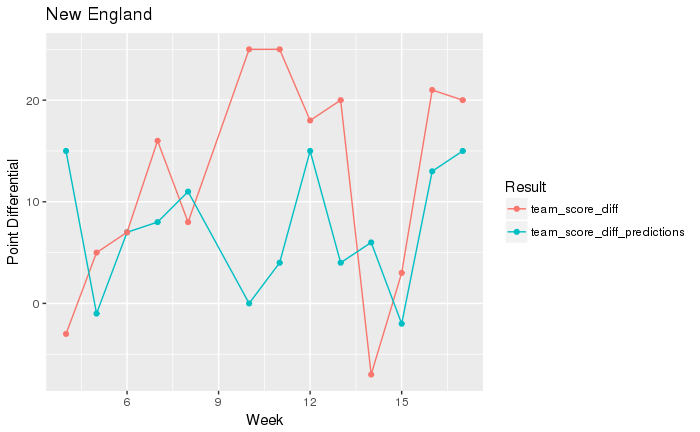 New England
Point Differential
20
10
0
6
9
12
15
Week
Result
team_score_diff
team_score_diff_predictions